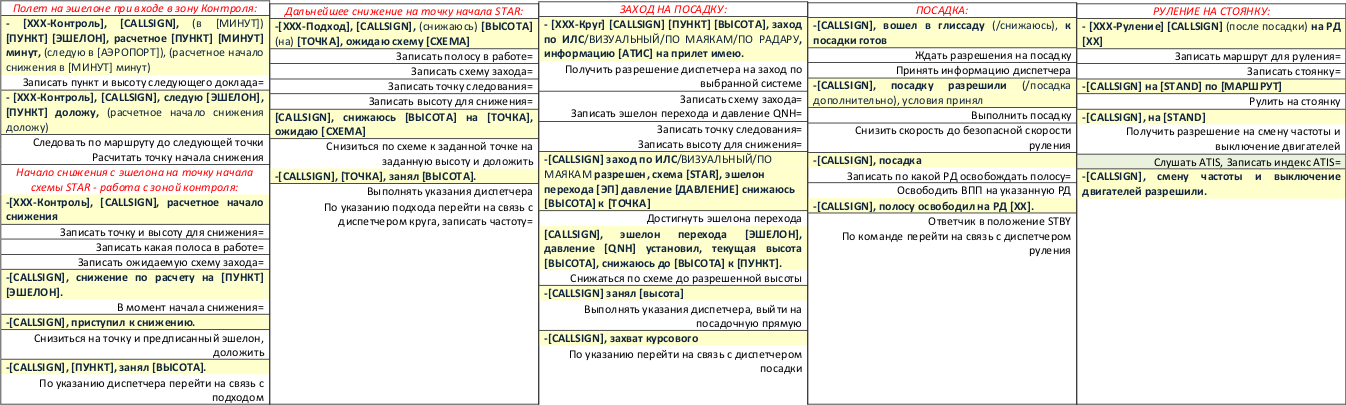 Полет на эшелоне при входе в зону Контроля:
- [XXX-Контроль], [CALLSIGN], (в [МИНУТ])
[ПУНКТ] [ЭШЕЛОН], расчетное [ПУНКТ] [МИНУТ]
минут, (следую в [АЭРОПОРТ]), (расчетное начало
снижения в [МИНУТ] минут)
Записать пункт и высоту следующего доклада=
- [XXX-Контроль], [CALLSIGN], следую [ЭШЕЛОН],
[ПУНКТ] доложу, (расчетное начало снижения
доложу)
Следовать по маршруту до следующей точки
Расчитать точку начала снижения
Начало снижения с эшелона на точку начала
схемы STAR - работа с зоной контроля:
-[XXX-Контроль], [CALLSIGN], расчетное начало
снижения
Записать точку и высоту для снижения=
Записать какая полоса в работе=
Записать ожидаемую схему захода=
-[CALLSIGN], снижение по расчету на [ПУНКТ]
[ЭШЕЛОН].
В момент начала снижения=
-[CALLSIGN], приступил к снижению.
Снизиться на точку и предписанный эшелон,
доложить
-[CALLSIGN], [ПУНКТ], занял [ВЫСОТА].
По указанию диспетчера перейти на связь с
подходом
Дальнейшее снижение на точку начала STAR:
-[XXX-Подход], [CALLSIGN], (снижаюсь) [ВЫСОТА]
(на) [ТОЧКА], ожидаю схему [СХЕМА]
Записать полосу в работе=
Записать схему захода=
Записать точку следования=
Записать высоту для снижения=
[CALLSIGN], снижаюсь [ВЫСОТА] на [ТОЧКА],
ожидаю [СХЕМА]
Снизиться по схеме к заданной точке на
заданную высоту и доложить
-[CALLSIGN], [ТОЧКА], занял [ВЫСОТА].
Выполнять указания диспетчера
По указанию подхода перейти на связь с
диспетчером круга, записать частоту=
ЗАХОД НА ПОСАДКУ:
- [XXX-Круг] [CALLSIGN] [ПУНКТ] [ВЫСОТА], заход
по ИЛС/ВИЗУАЛЬНЫЙ/ПО МАЯКАМ/ПО РАДАРУ,
информацию [АТИС] на прилет имею.
Получить разрешение диспетчера на заход по
выбранной системе
Записать схему захода=
Записать эшелон перехода и давление QNH=
Записать точку следования=
Записать высоту для снижения=
-[CALLSIGN] заход по ИЛС/ВИЗУАЛЬНЫЙ/ПО
МАЯКАМ разрешен, схема [STAR], эшелон
перехода [ЭП] давление [ДАВЛЕНИЕ] снижаюсь
[ВЫСОТА] к [ТОЧКА]
Достигнуть эшелона перехода
[CALLSIGN], эшелон перехода [ЭШЕЛОН],
давление [QNH] установил, текущая высота
[ВЫСОТА], снижаюсь до [ВЫСОТА] к [ПУНКТ].
Снижаться по схеме до разрешенной высоты
-[CALLSIGN] занял [высота]
Выполнять указания диспетчера, выйти на
посадочную прямую
-[CALLSIGN], захват курсового
По указанию перейти на связь с диспетчером
посадки
ПОСАДКА:
-[CALLSIGN], вошел в глиссаду (/снижаюсь), к
посадки готов
Ждать разрешения на посадку
Принять информацию диспетчера
-[CALLSIGN], посадку разрешили (/посадка
дополнительно), условия принял
Выполнить посадку
Снизить скорость до безопасной скорости
руления
-[CALLSIGN], посадка
Записать по какой РД освобождать полосу=
Освободить ВПП на указанную РД
-[CALLSIGN], полосу освободил на РД [XX].
Ответчик в положение STBY
По команде перейти на связь с диспетчером
руления
РУЛЕНИЕ НА СТОЯНКУ:
- [XXX-Руление] [CALLSIGN] (после посадки) на РД
[XX]
Записать маршрут для руления=
Записать стоянку=
-[CALLSIGN] на [STAND] по [МАРШРУТ]
Рулить на стоянку
-[CALLSIGN], на [STAND]
Получить разрешение на смену частоты и
выключение двигателей
Слушать ATIS, Записать индекс ATIS=
-[CALLSIGN], смену частоты и выключение
двигателей разрешили.